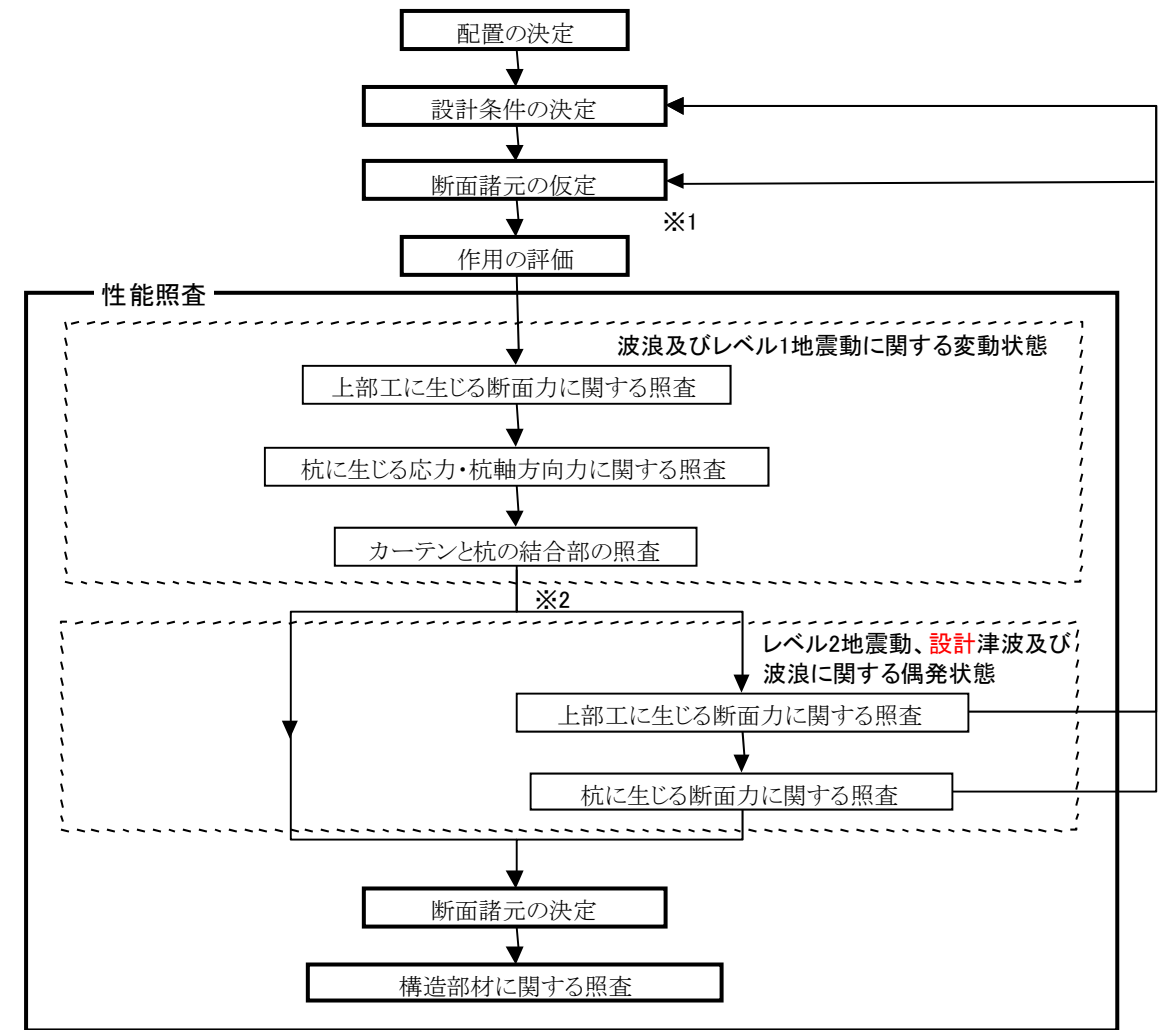 配置の決定
設計条件の決定
断面諸元の仮定
※1
作用の評価
性能照査
波浪及びレベル1地震動に関する変動状態
上部工に生じる断面力に関する照査
杭に生じる応力・杭軸方向力に関する照査
カーテンと杭の結合部の照査
※2
レベル2地震動、設計津波及び
波浪に関する偶発状態
上部工に生じる断面力に関する照査
杭に生じる断面力に関する照査
断面諸元の決定
構造部材に関する照査